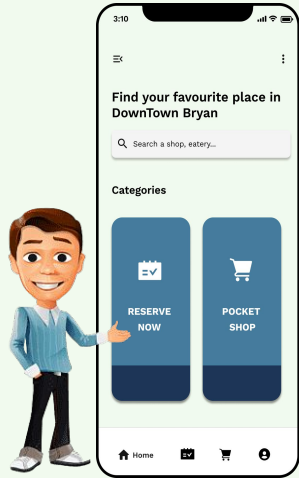 3:10
Find your favourite place in
DownTown Bryan
Search a shop, eatery...
Categories
RESERVE
NOW
POCKET
SHOP
Home